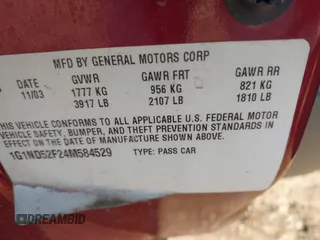 MFD BY GENERAL MOTORS CORP
DATE GVWR GAWR FRT GAWR RR
11/03 1777 KG 956 KG 821 KG
3917 LB 2107 LB 1810 LB
THIS VEHICLE CONFORMS TO ALL APPLICABLE U.S. FEDERAL MOTOR
VEHICLE SAFETY, BUMPER, AND THEFT PREVENTION STANDARDS IN
EFFECT ON THE DATE OF MANUFACTURE SHOWN ABOVE.
1G1ND52F24M584529 TYPE: PASS CAR
DREAMBID